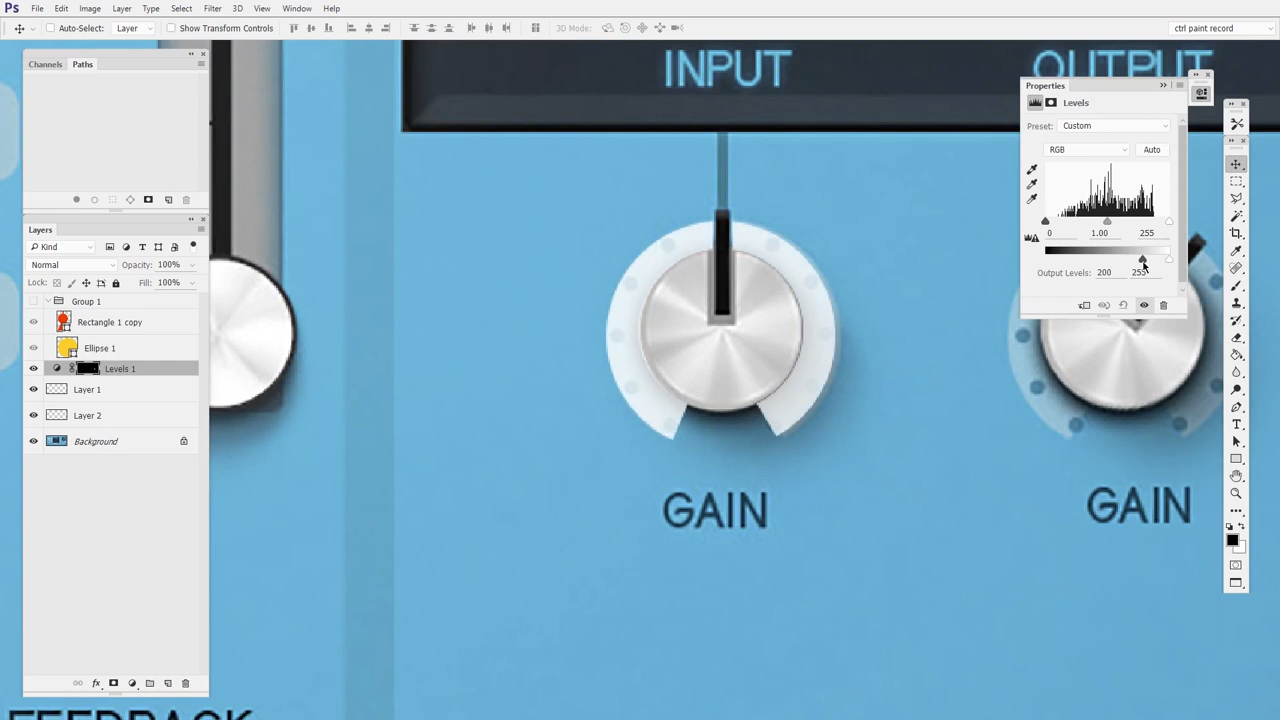 Ps File Edit Image Layer Type Select Filter 3D View Window Help
Auto-Select: Layer Show Transform Controls 3D Mode: ctrl paint record
Channels Paths
INPUT
OUTPUT
Properties
Levels
Preset: Custom
RGB Auto
0 1.00 255
Output Levels: 200 255
Layers
Kind
Normal Opacity: 100%
Lock: Fill: 100%
Group 1
Rectangle 1 copy
Ellipse 1
Levels 1
Layer 1
Layer 2
Background
fx
GAIN
GAIN
FEEDBACK